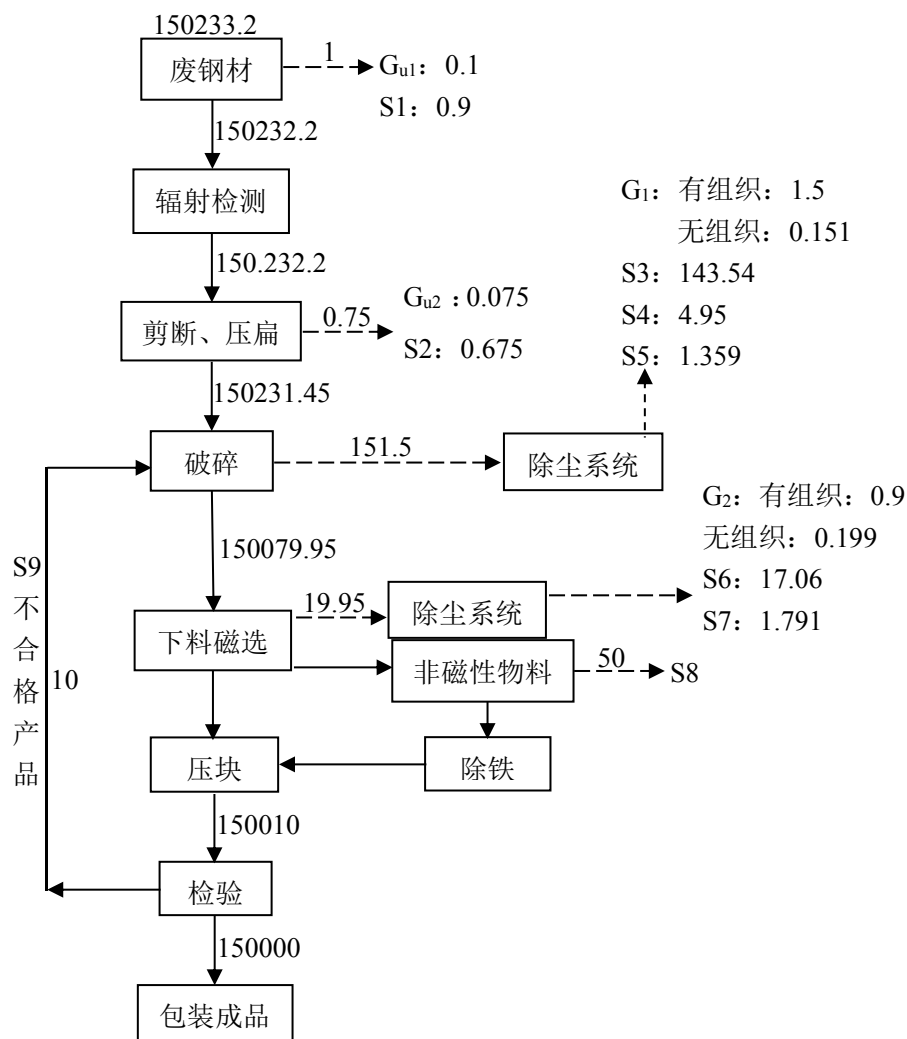 150233.2
废钢材
1
Gu1：0.1
S1：0.9
150232.2
辐射检测
150.232.2
剪断、压扁
0.75
Gu2：0.075
S2：0.675
150231.45
G1：有组织：1.5
无组织：0.151
S3：143.54
S4：4.95
S5：1.359
破碎
151.5
除尘系统
150079.95
G2：有组织：0.9
无组织：0.199
S6：17.06
S7：1.791
下料磁选
19.95
除尘系统
非磁性物料
50
S8
S9
不
合
格
产
品
10
压块
除铁
150010
检验
150000
包装成品